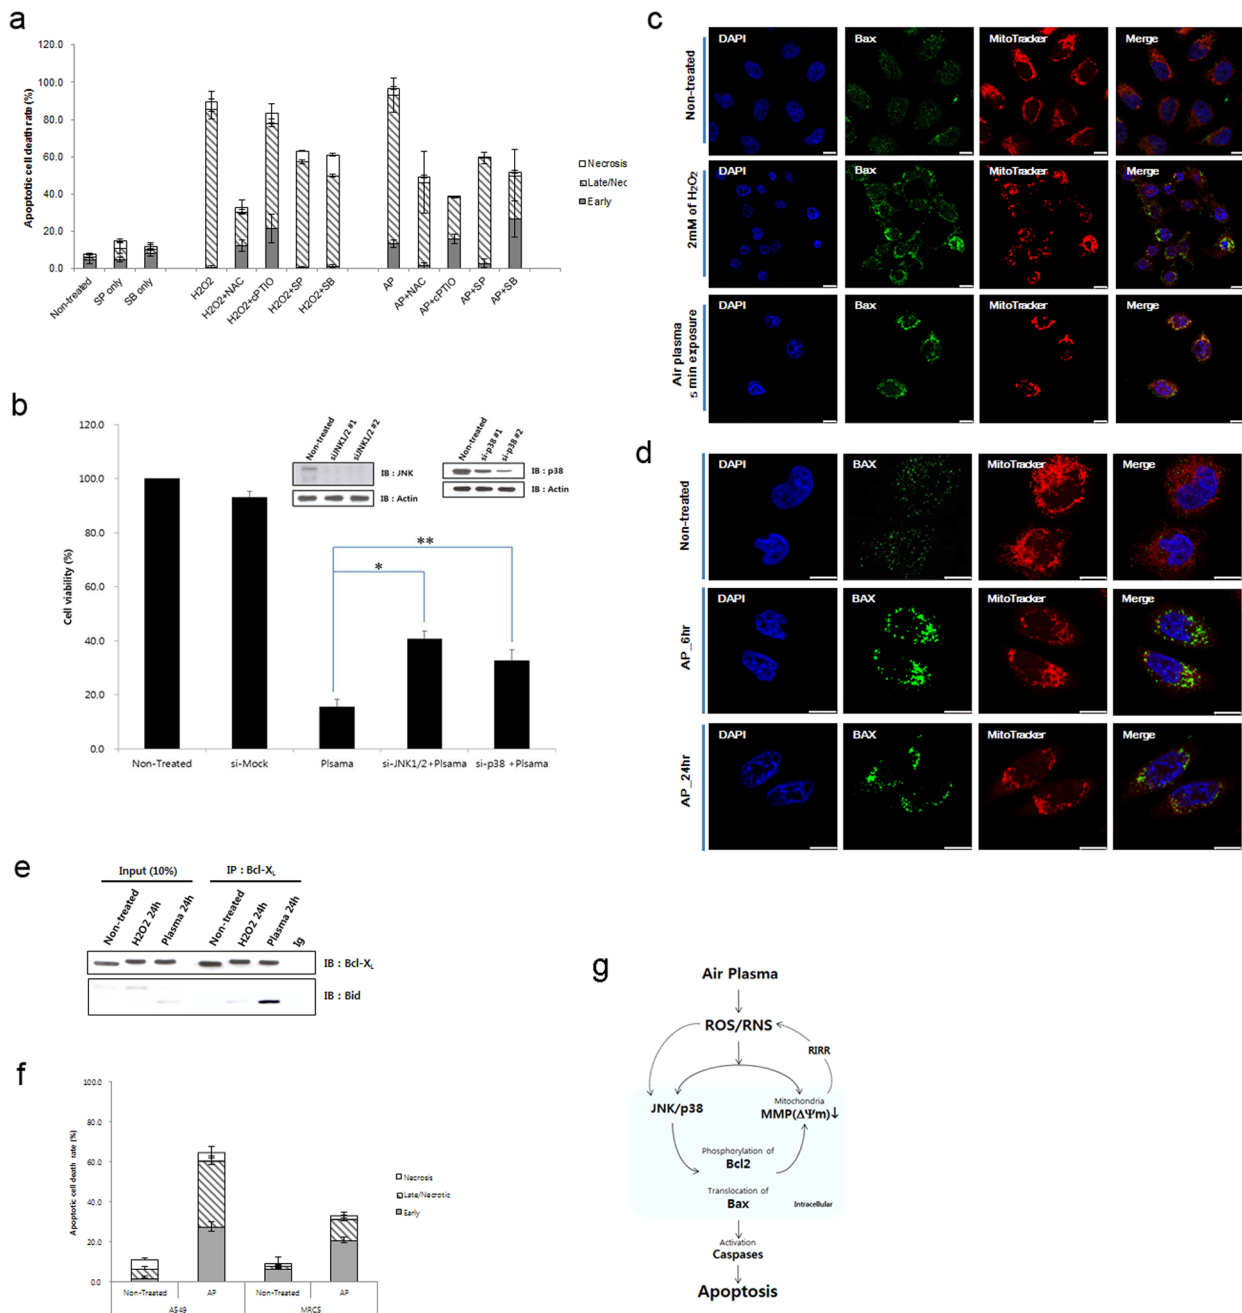 a
120.0
100.0
80.0
60.0
40.0
20.0
0.0
Apoptotic cell death rate (%)
Necrosis
Late/Nec
Early
Non-treated
SP only
SB only
H2O2
H2O2+NAC
H2O2+cPTIO
H2O2+SP
H2O2+SB
AP
AP+NAC
AP+cPTIO
AP+SP
AP+SB
b
120.0
100.0
80.0
60.0
40.0
20.0
0.0
Cell viability (%)
Non-treated
siJNK1/2 #1
siJNK1/2 #2
IB : JNK
IB : Actin
Non-treated
si-p38 #1
si-p38 #2
IB : p38
IB : Actin
**
*
Non-Treated
si-Mock
Plsama
si-JNK1/2+Plsama
si-p38 +Plasma
c
Non-treated
DAPI
Bax
MitoTracker
Merge
2mM of H₂O₂
Bax
MitoTracker
DAPI
Merge
Air plasma
5 min exposure
DAPI
Bax
MitoTracker
Merge
d
Non-treated
DAPI
BAX
MitoTracker
Merge
AP_6hr
DAPI
BAX
MitoTracker
Merge
AP_24hr
DAPI
BAX
MitoTracker
Merge
e
Input (10%)
IP : Bcl-XL
Non-treated
H2O2 24h
Plasma 24h
Non-treated
H2O2 24h
Plasma 24h
Ig
IB : Bcl-XL
IB : Bid
f
100.0
80.0
60.0
40.0
20.0
0.0
Apoptotic cell death rate (%)
Necrosis
Late/Necrotic
Early
Non-Treated
AP
Non-Treated
AP
A549
MRC5
g
Air Plasma
ROS/RNS
RIRR
JNK/p38
Mitochondria
MMP(ΔΨm)↓
Phosphorylation of
Bcl2
Translocation of
Bax
Intracellular
Activation
Caspases
Apoptosis